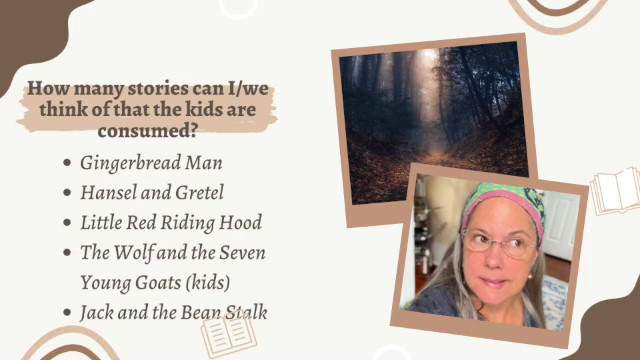 How many stories can I/we
think of that the kids are
consumed?
Gingerbread Man
Hansel and Gretel
Little Red Riding Hood
The Wolf and the Seven
Young Goats (kids)
Jack and the Bean Stalk